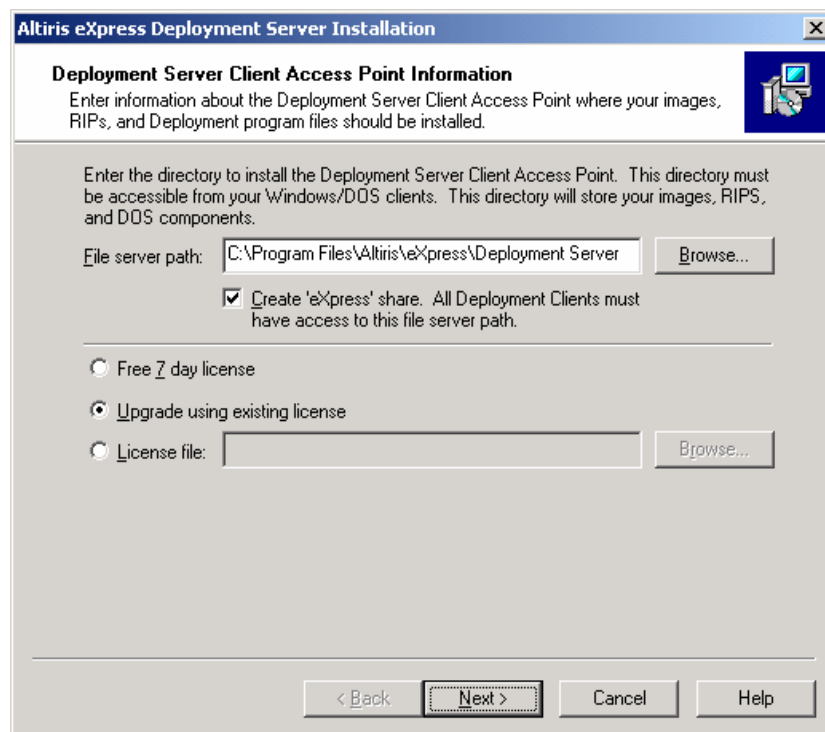 Altiris eXpress Deployment Server Installation
Deployment Server Client Access Point Information
Enter information about the Deployment Server Client Access Point where your images,
RIPs, and Deployment program files should be installed.
Enter the directory to install the Deployment Server Client Access Point. This directory must
be accessible from your Windows/DOS clients. This directory will store your images, RIPS,
and DOS components.
File server path: C:\Program Files\Altiris\eXpress\Deployment Server Browse...
Create 'eXpress' share. All Deployment Clients must
have access to this file server path.
Free 7 day license
Upgrade using existing license
License file: Browse...
< Back Next > Cancel Help